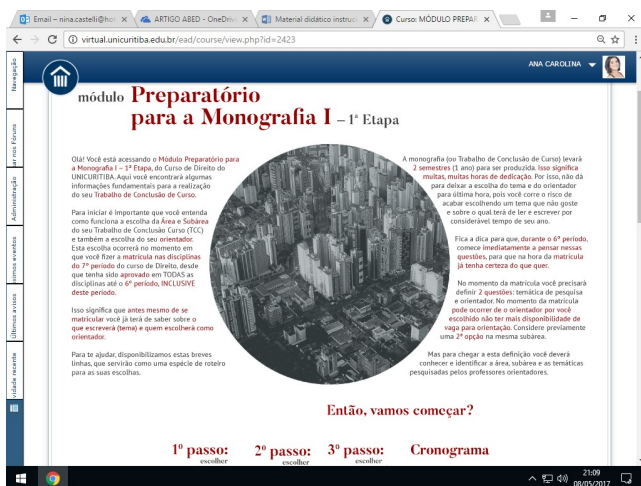 Email – nina.castelli@ho
ARTIGO ABED - OneDriv
Material didático instruci
Curso: MÓDULO PREPAR
virtual.unicuritiba.edu.br/ead/course/view.php?id=2423
ANA CAROLINA
Navegação
ar nos Fóruns
Administração
eventos
Últimos avisos
vidade recente
módulo Preparatório
para a Monografia I – 1ª Etapa
Olá! Você está acessando o Módulo Preparatório para
a Monografia I – 1ª Etapa, do Curso de Direito do
UNICURITIBA. Aqui você encontrará algumas
informações fundamentais para a realização
do seu Trabalho de Conclusão de Curso.
Para iniciar é importante que você entenda
como funciona a escolha da Área e Subárea
do seu Trabalho de Conclusão Curso (TCC)
e também a escolha do seu orientador.
Esta escolha ocorrerá no momento em
que você fizer a matrícula nas disciplinas
do 7º período do curso de Direito, desde
que tenha sido aprovado em TODAS as
disciplinas até o 6º período, INCLUSIVE
deste período.
Isso significa que antes mesmo de se
matricular você já terá de saber sobre o
que escreverá (tema) e quem escolherá como
orientador.
Para te ajudar, disponibilizamos estas breves
linhas, que servirão como uma espécie de roteiro
para as suas escolhas.
A monografia (ou Trabalho de Conclusão de Curso) levará
2 semestres (1 ano) para ser produzida. Isso significa
muitas, muitas horas de dedicação. Por isso, não dá
para deixar a escolha do tema e do orientador
para última hora, pois você corre o risco de
acabar escolhendo um tema que não goste
e sobre o qual terá de ler e escrever por
considerável tempo de seu ano.
Fica a dica para que, durante o 6º período,
comece imediatamente a pensar nessas
questões, para que na hora da matrícula
já tenha certeza do que quer.
No momento da matrícula você precisará
definir 2 questões: temática de pesquisa
e orientador. No momento da matrícula
pode ocorrer de o orientador por você
escolhido não ter mais disponibilidade de
vaga para orientação. Considere previamente
uma 2ª opção na mesma subárea.
Mas para chegar a esta definição você deverá
conhecer e identificar a área, subárea e as temáticas
pesquisadas pelos professores orientadores.
Então, vamos começar?
1º passo:
escolher
2º passo:
escolher
3º passo:
escolher
Cronograma
21:09
08/05/2017